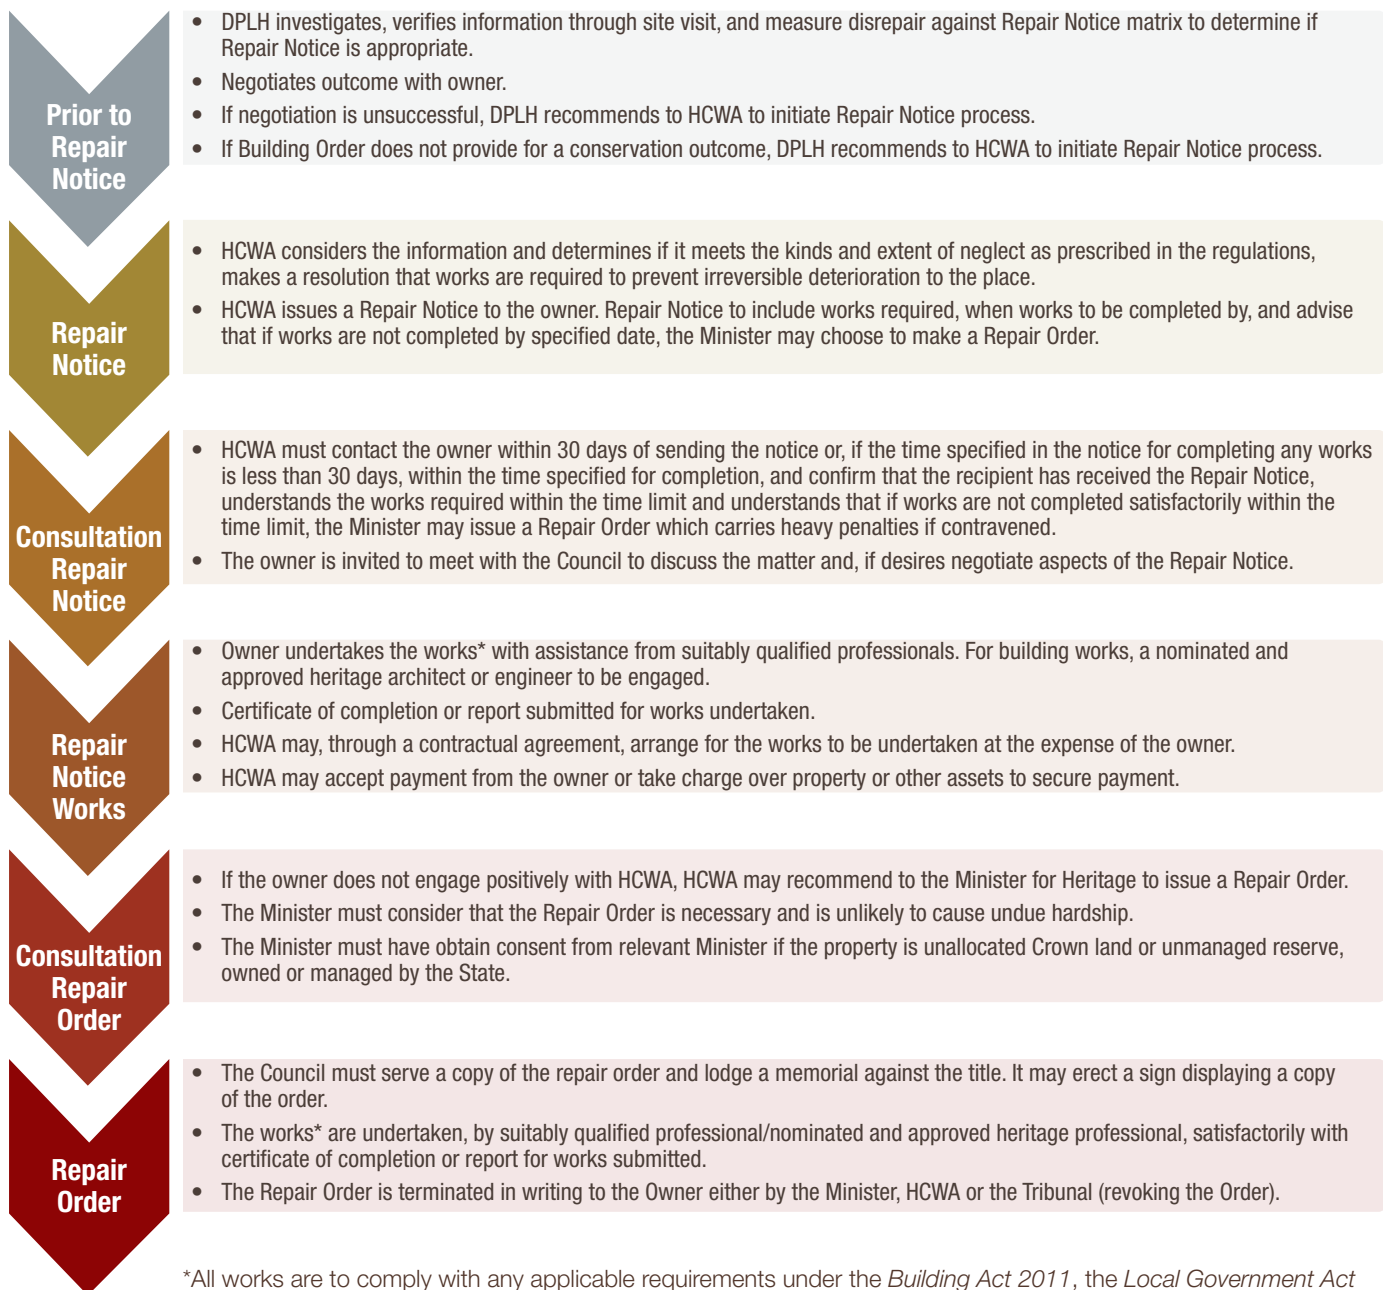 Prior to
Repair
Notice
• DPLH investigates, verifies information through site visit, and measure disrepair against Repair Notice matrix to determine if
Repair Notice is appropriate.
• Negotiates outcome with owner.
• If negotiation is unsuccessful, DPLH recommends to HCWA to initiate Repair Notice process.
• If Building Order does not provide for a conservation outcome, DPLH recommends to HCWA to initiate Repair Notice process.
Repair
Notice
• HCWA considers the information and determines if it meets the kinds and extent of neglect as prescribed in the regulations,
makes a resolution that works are required to prevent irreversible deterioration to the place.
• HCWA issues a Repair Notice to the owner. Repair Notice to include works required, when works to be completed by, and advise
that if works are not completed by specified date, the Minister may choose to make a Repair Order.
Consultation
Repair
Notice
• HCWA must contact the owner within 30 days of sending the notice or, if the time specified in the notice for completing any works
is less than 30 days, within the time specified for completion, and confirm that the recipient has received the Repair Notice,
understands the works required within the time limit and understands that if works are not completed satisfactorily within the
time limit, the Minister may issue a Repair Order which carries heavy penalties if contravened.
• The owner is invited to meet with the Council to discuss the matter and, if desires negotiate aspects of the Repair Notice.
Repair
Notice
Works
• Owner undertakes the works* with assistance from suitably qualified professionals. For building works, a nominated and
approved heritage architect or engineer to be engaged.
• Certificate of completion or report submitted for works undertaken.
• HCWA may, through a contractual agreement, arrange for the works to be undertaken at the expense of the owner.
• HCWA may accept payment from the owner or take charge over property or other assets to secure payment.
Consultation
Repair
Order
• If the owner does not engage positively with HCWA, HCWA may recommend to the Minister for Heritage to issue a Repair Order.
• The Minister must consider that the Repair Order is necessary and is unlikely to cause undue hardship.
• The Minister must have obtain consent from relevant Minister if the property is unallocated Crown land or unmanaged reserve,
owned or managed by the State.
Repair
Order
• The Council must serve a copy of the repair order and lodge a memorial against the title. It may erect a sign displaying a copy
of the order.
• The works* are undertaken, by suitably qualified professional/nominated and approved heritage professional, satisfactorily with
certificate of completion or report for works submitted.
• The Repair Order is terminated in writing to the Owner either by the Minister, HCWA or the Tribunal (revoking the Order).
*All works are to comply with any applicable requirements under the Building Act 2011, the Local Government Act